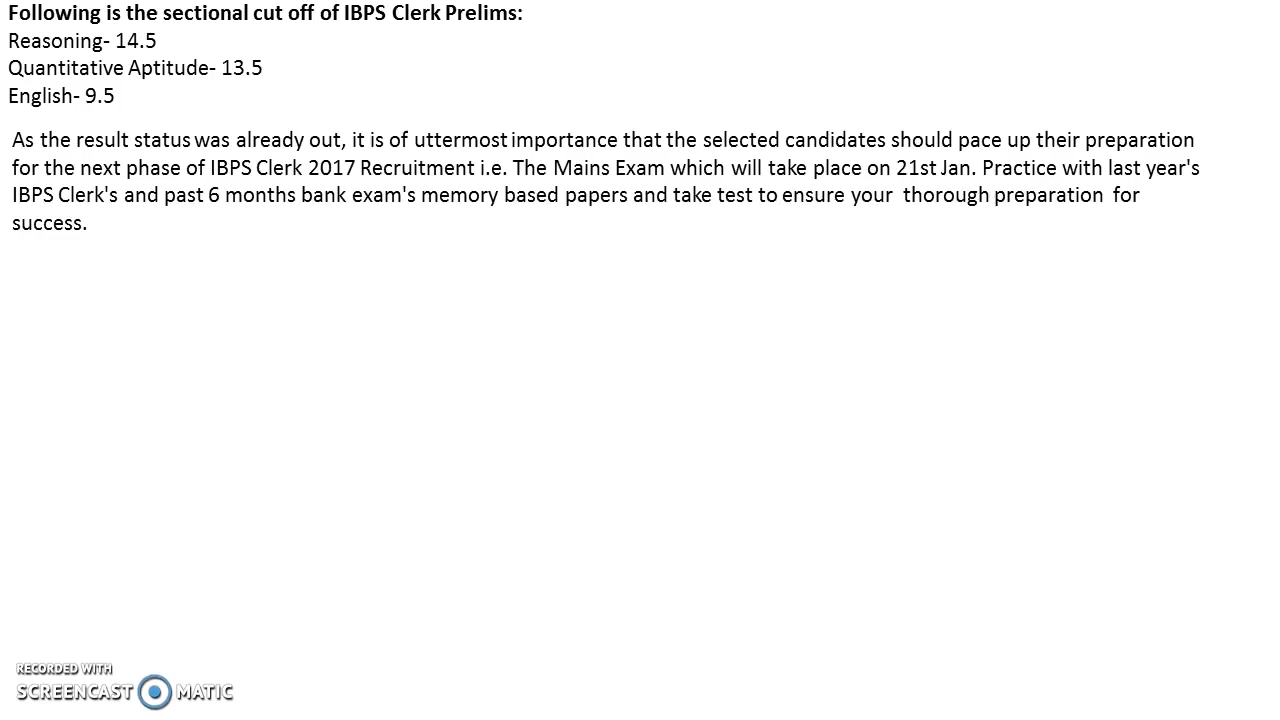 Following is the sectional cut off of IBPS Clerk Prelims:
Reasoning- 14.5
Quantitative Aptitude- 13.5
English- 9.5
As the result status was already out, it is of uttermost importance that the selected candidates should pace up their preparation
for the next phase of IBPS Clerk 2017 Recruitment i.e. The Mains Exam which will take place on 21st Jan. Practice with last year's
IBPS Clerk's and past 6 months bank exam's memory based papers and take test to ensure your thorough preparation for
success.
RECORDED WITH
SCREENCAST MATIC